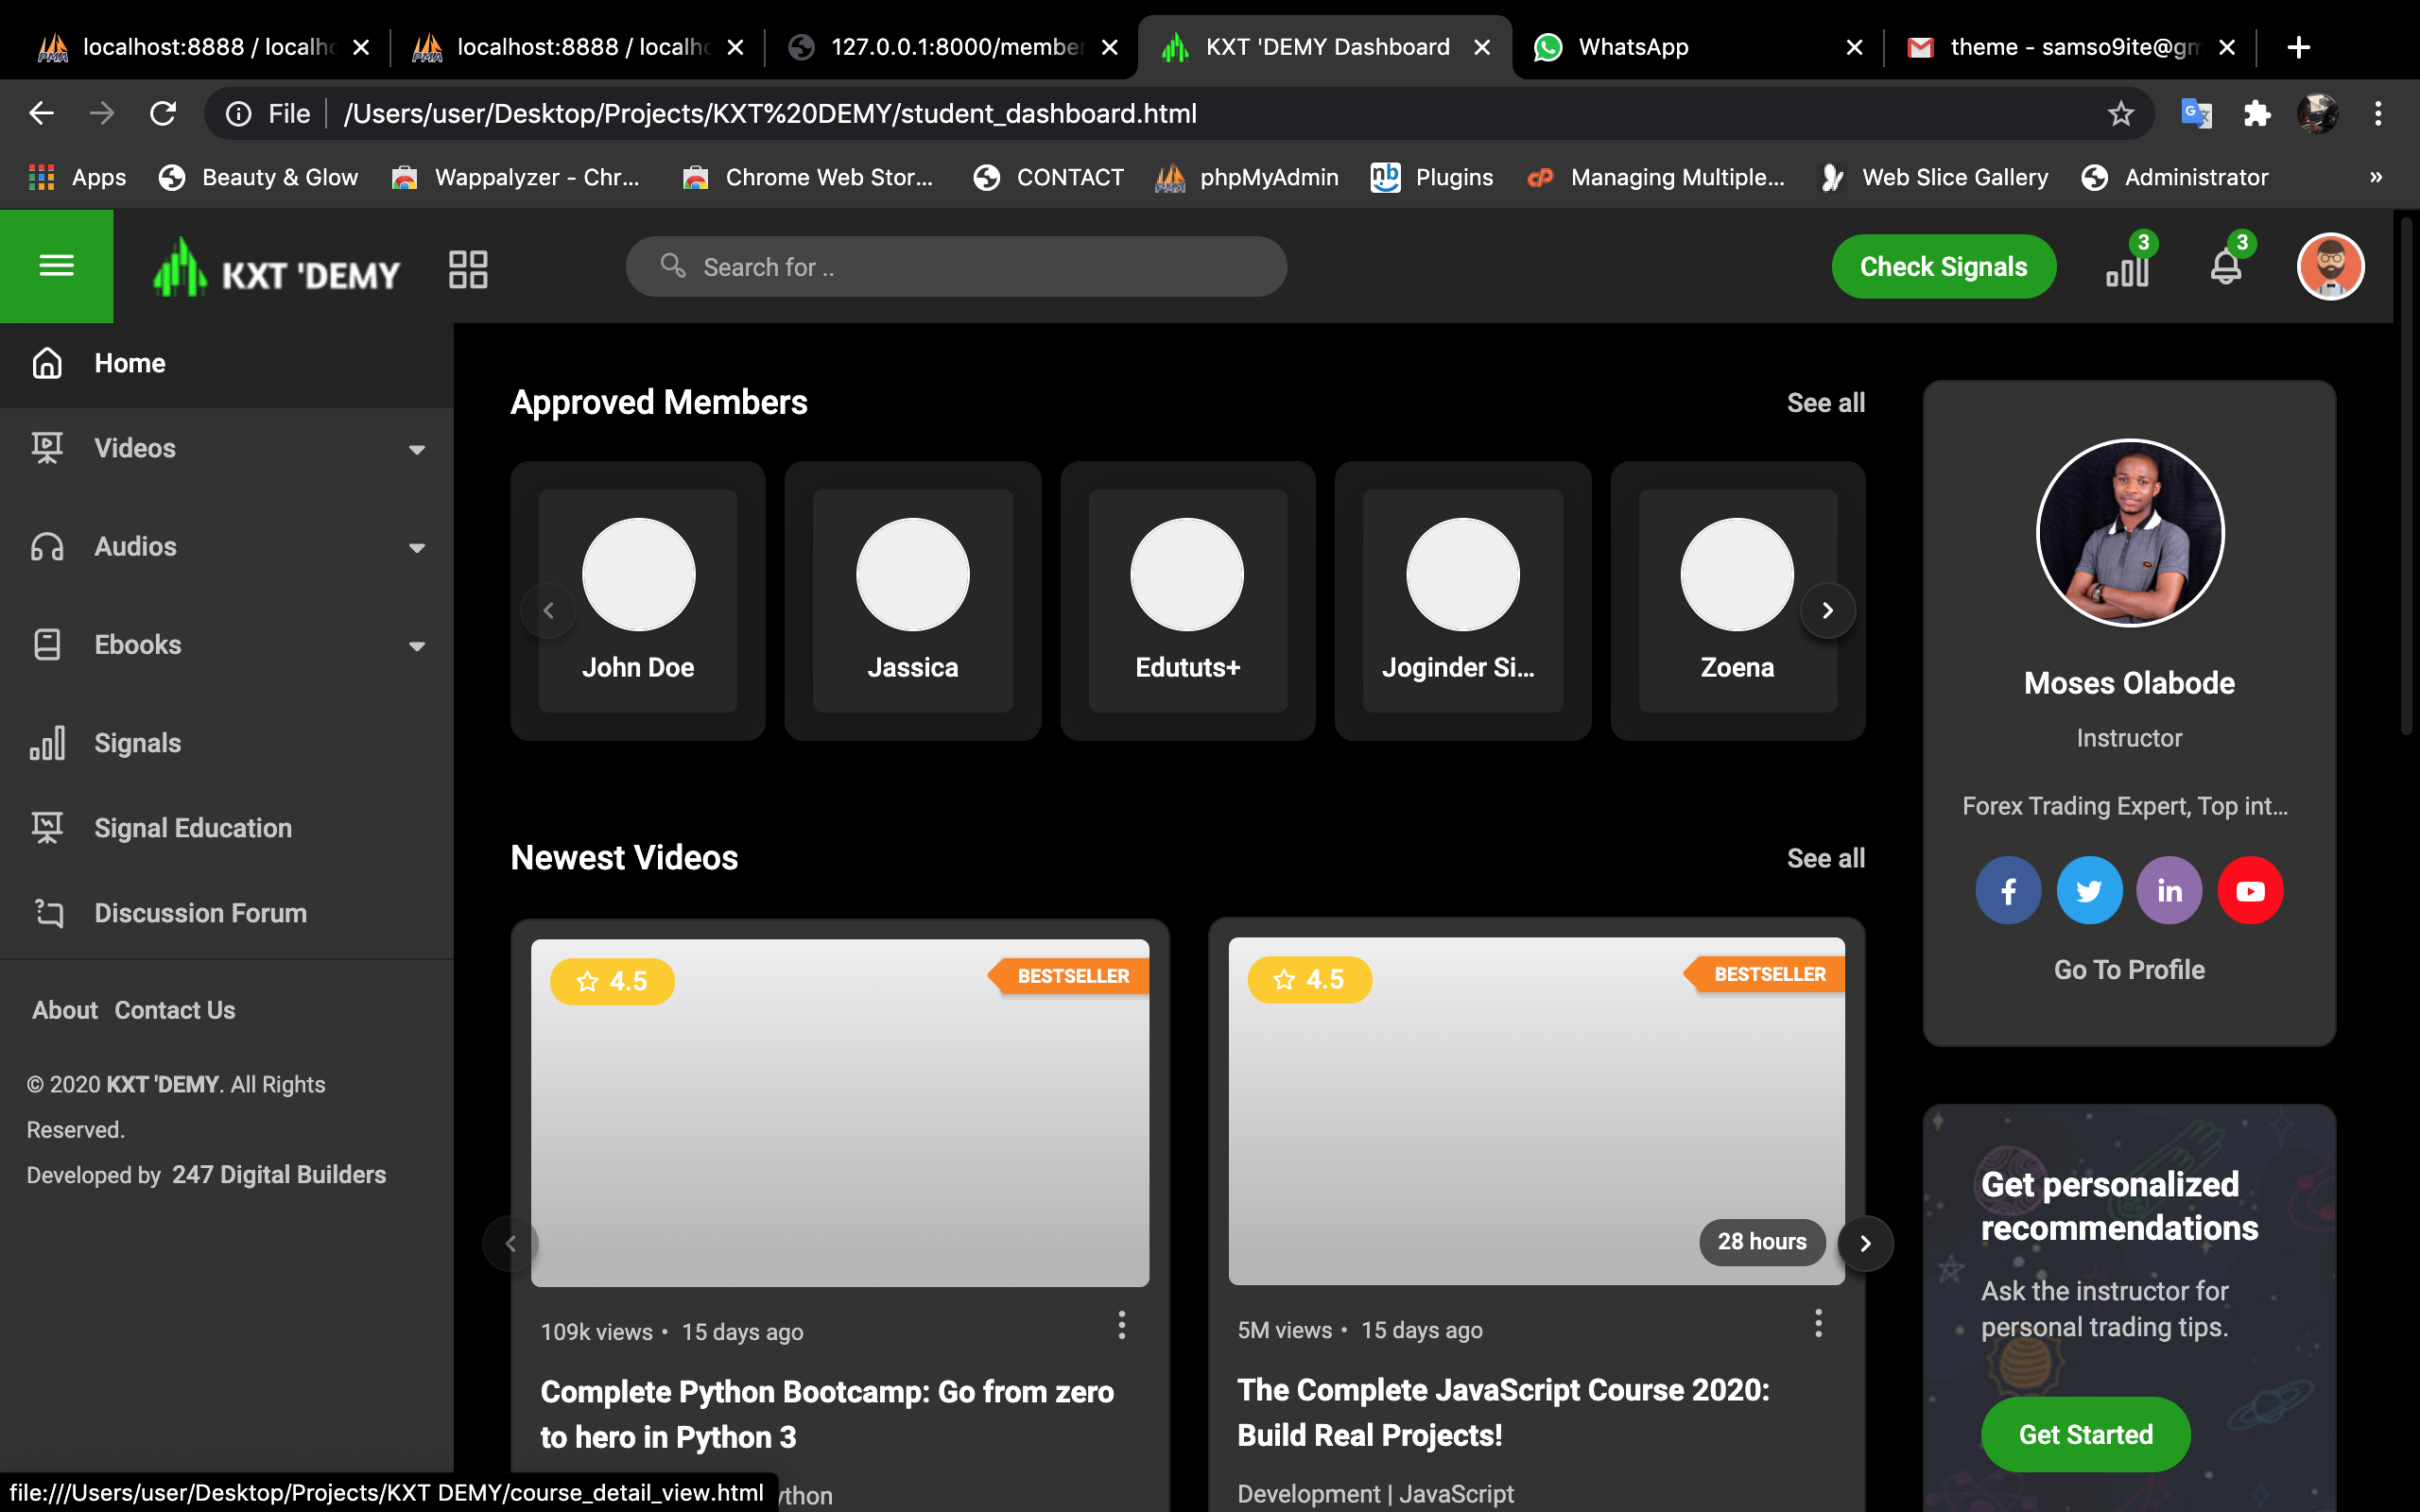 localhost:8888 / localho
localhost:8888 / localho
127.0.0.1:8000/member
KXT 'DEMY Dashboard
WhatsApp
theme - samso9ite@gm
File
/Users/user/Desktop/Projects/KXT%20DEMY/student_dashboard.html
Apps
Beauty & Glow
Wappalyzer - Chr...
Chrome Web Stor...
CONTACT
phpMyAdmin
Plugins
Managing Multiple...
Web Slice Gallery
Administrator
»
KXT 'DEMY
Search for ..
Check Signals
3
3
Home
Videos
Audios
Ebooks
Signals
Signal Education
Discussion Forum
About Contact Us
© 2020 KXT 'DEMY. All Rights
Reserved.
Developed by 247 Digital Builders
Approved Members
See all
John Doe
Jassica
Edututs+
Joginder Si...
Zoena
Newest Videos
See all
4.5
BESTSELLER
109k views • 15 days ago
Complete Python Bootcamp: Go from zero
to hero in Python 3
ython
4.5
BESTSELLER
28 hours
5M views • 15 days ago
The Complete JavaScript Course 2020:
Build Real Projects!
Development | JavaScript
Moses Olabode
Instructor
Forex Trading Expert, Top int...
Go To Profile
Get personalized
recommendations
Ask the instructor for
personal trading tips.
Get Started
file:///Users/user/Desktop/Projects/KXT DEMY/course_detail_view.html